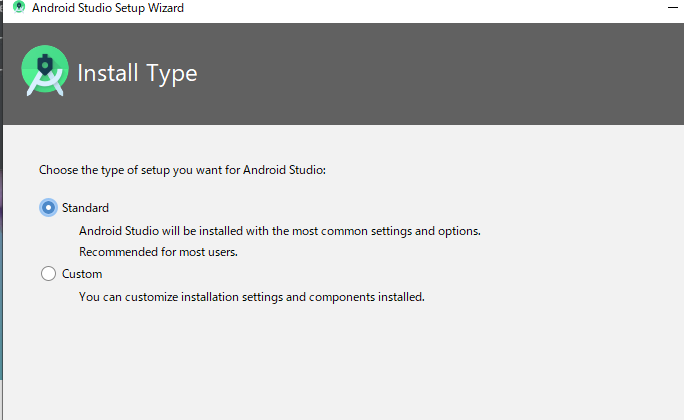 Android Studio Setup Wizard
Install Type
Choose the type of setup you want for Android Studio:
Standard
Android Studio will be installed with the most common settings and options.
Recommended for most users.
Custom
You can customize installation settings and components installed.